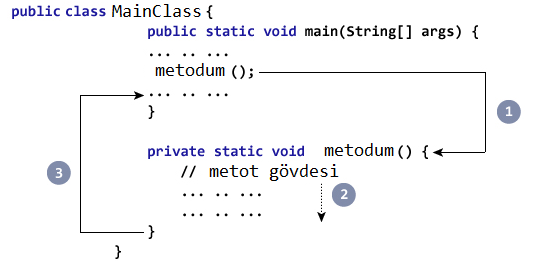 public class MainClass {
public static void main(String[] args) {
... .. ...
metodum ();
... .. ...
}
1
private static void metodum () {
3
// metot gövdesi
2
... .. ...
... .. ...
}
}